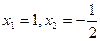 x₁ = 1, x₂ = -1/2